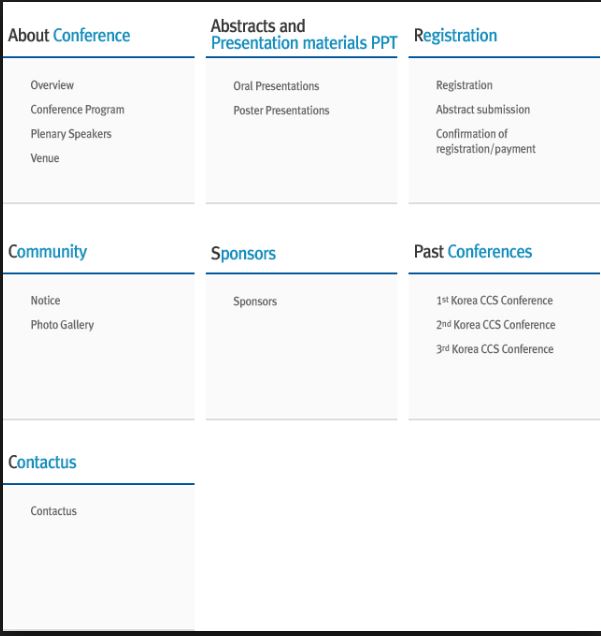 About Conference
Overview
Conference Program
Plenary Speakers
Venue
Abstracts and
Presentation materials PPT
Oral Presentations
Poster Presentations
Registration
Registration
Abstract submission
Confirmation of
registration/payment
Community
Notice
Photo Gallery
Sponsors
Sponsors
Past Conferences
1st Korea CCS Conference
2nd Korea CCS Conference
3rd Korea CCS Conference
Contactus
Contactus